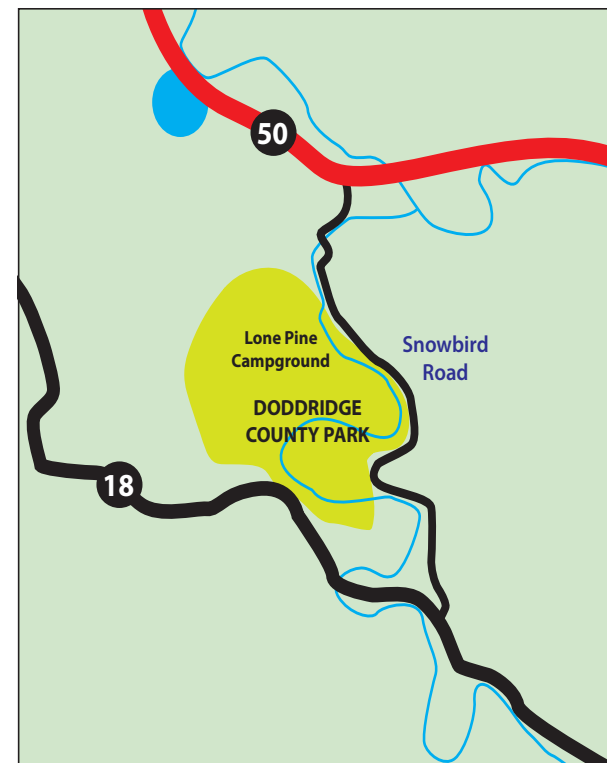 50
Lone Pine
Campground
Snowbird
Road
DODDRIDGE
COUNTY PARK
18